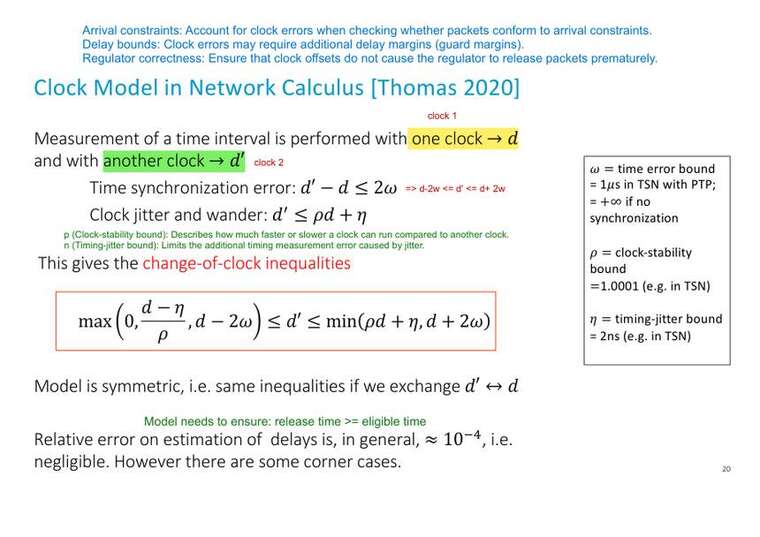 Arrival constraints: Account for clock errors when checking whether packets conform to arrival constraints.
Delay bounds: Clock errors may require additional delay margins (guard margins).
Regulator correctness: Ensure that clock offsets do not cause the regulator to release packets prematurely.
Clock Model in Network Calculus [Thomas 2020]
clock 1
Measurement of a time interval is performed with one clock → d
and with another clock → d′ clock 2
Time synchronization error: d′ − d ≤ 2ω => d-2w <= d' <= d+ 2w
Clock jitter and wander: d′ ≤ ρd + η
p (Clock-stability bound): Describes how much faster or slower a clock can run compared to another clock.
n (Timing-jitter bound): Limits the additional timing measurement error caused by jitter.
This gives the change-of-clock inequalities
max(0, (d − η)/ρ, d − 2ω) ≤ d′ ≤ min(ρd + η, d + 2ω)
Model is symmetric, i.e. same inequalities if we exchange d′ ↔ d
Model needs to ensure: release time >= eligible time
Relative error on estimation of delays is, in general, ≈ 10⁻⁴, i.e.
negligible. However there are some corner cases.
ω = time error bound
= 1μs in TSN with PTP;
= +∞ if no
synchronization
ρ = clock-stability
bound
=1.0001 (e.g. in TSN)
η = timing-jitter bound
= 2ns (e.g. in TSN)
20